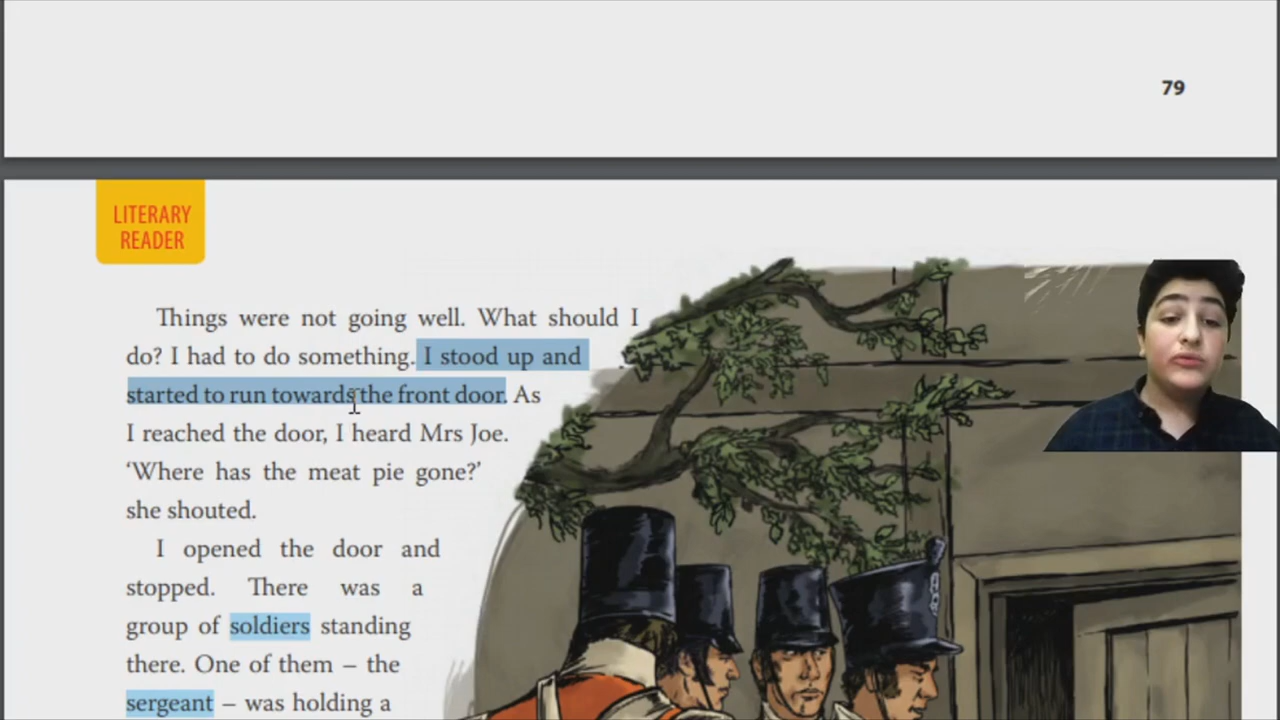 79
LITERARY
READER
Things were not going well. What should I
do? I had to do something. I stood up and
started to run towards the front door. As
I reached the door, I heard Mrs Joe.
‘Where has the meat pie gone?’
she shouted.
I opened the door and
stopped. There was a
group of soldiers standing
there. One of them – the
sergeant – was holding a